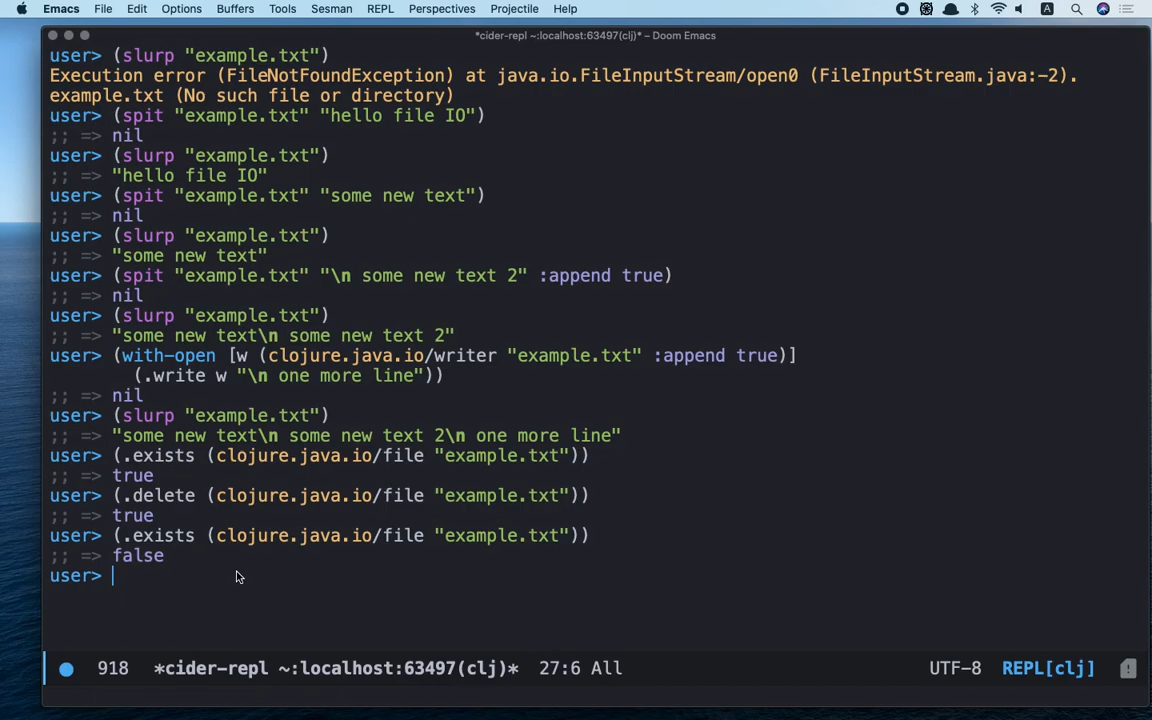 Emacs File Edit Options Buffers Tools Sesman REPL Perspectives Projectile Help A
*cider-repl ~:localhost:63497(clj)* – Doom Emacs
user> (slurp "example.txt")
Execution error (FileNotFoundException) at java.io.FileInputStream/open0 (FileInputStream.java:-2).
example.txt (No such file or directory)
user> (spit "example.txt" "hello file IO")
;; => nil
user> (slurp "example.txt")
;; => "hello file IO"
user> (spit "example.txt" "some new text")
;; => nil
user> (slurp "example.txt")
;; => "some new text"
user> (spit "example.txt" "\n some new text 2" :append true)
;; => nil
user> (slurp "example.txt")
;; => "some new text\n some new text 2"
user> (with-open [w (clojure.java.io/writer "example.txt" :append true)]
(.write w "\n one more line"))
;; => nil
user> (slurp "example.txt")
;; => "some new text\n some new text 2\n one more line"
user> (.exists (clojure.java.io/file "example.txt"))
;; => true
user> (.delete (clojure.java.io/file "example.txt"))
;; => true
user> (.exists (clojure.java.io/file "example.txt"))
;; => false
user>
918 *cider-repl ~:localhost:63497(clj)* 27:6 All UTF-8 REPL[clj]